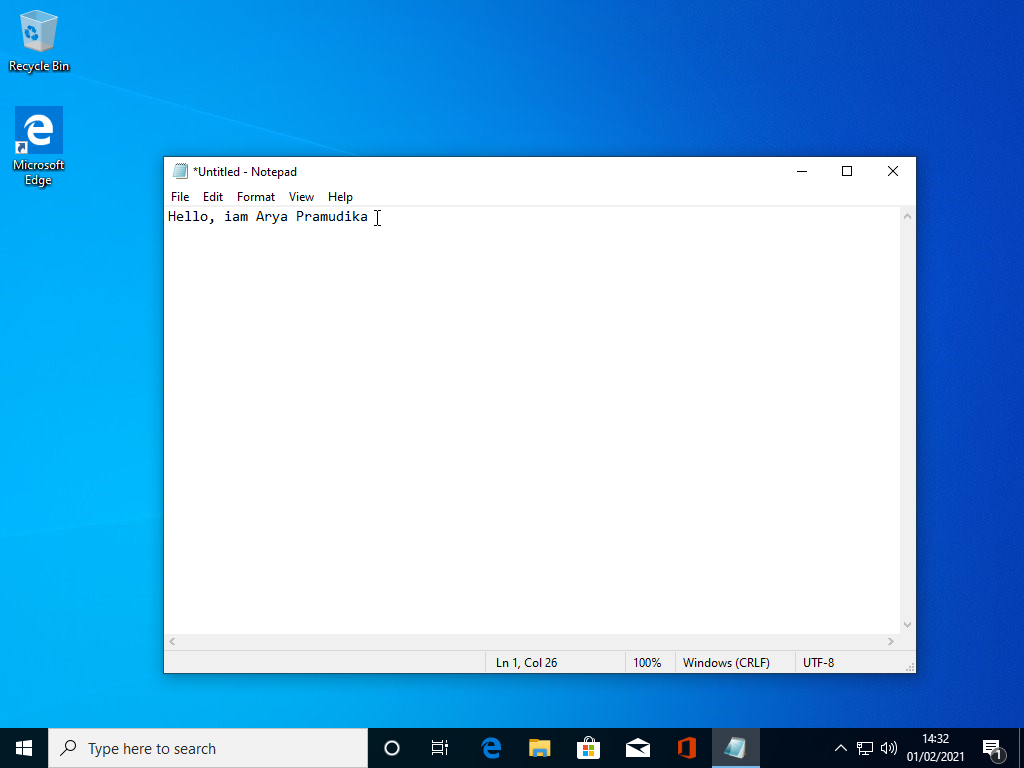 Recycle Bin
Microsoft
Edge
*Untitled - Notepad
File Edit Format View Help
Hello, iam Arya Pramudika
Ln 1, Col 26 100% Windows (CRLF) UTF-8
Type here to search
14:32
01/02/2021
1